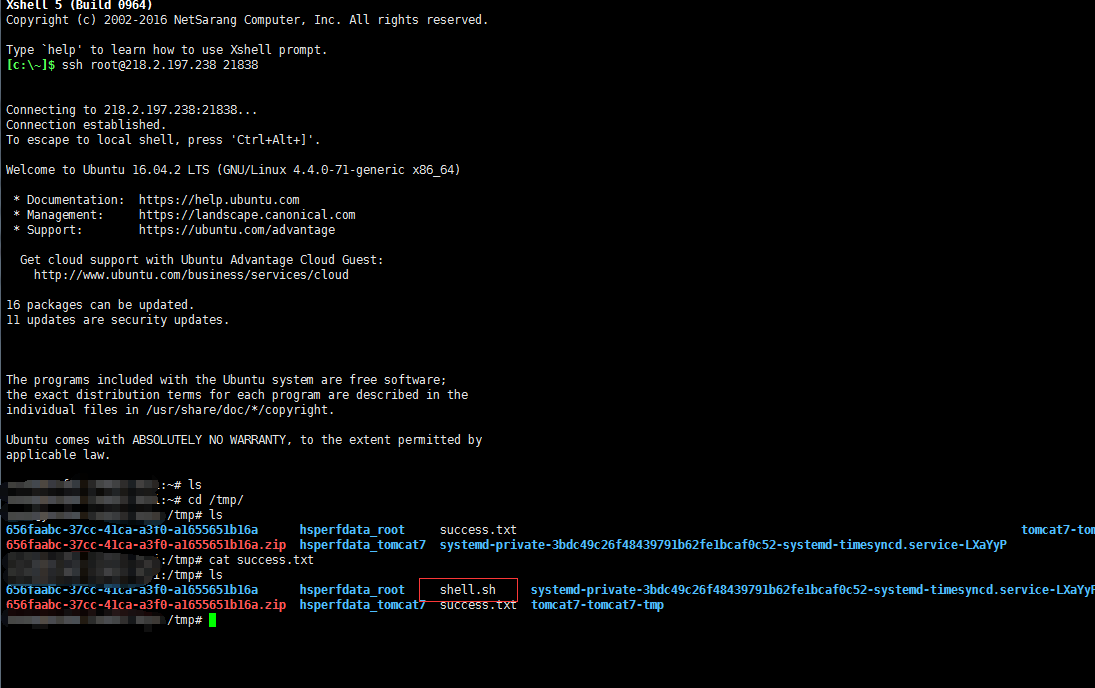 Xshell 5 (Build 0964)
Copyright (c) 2002-2016 NetSarang Computer, Inc. All rights reserved.
Type `help' to learn how to use Xshell prompt.
[c:\~]$ ssh root@218.2.197.238 21838
Connecting to 218.2.197.238:21838...
Connection established.
To escape to local shell, press 'Ctrl+Alt+]'.
Welcome to Ubuntu 16.04.2 LTS (GNU/Linux 4.4.0-71-generic x86_64)
* Documentation:  https://help.ubuntu.com
* Management:     https://landscape.canonical.com
* Support:        https://ubuntu.com/advantage
Get cloud support with Ubuntu Advantage Cloud Guest:
http://www.ubuntu.com/business/services/cloud
16 packages can be updated.
11 updates are security updates.
The programs included with the Ubuntu system are free software;
the exact distribution terms for each program are described in the
individual files in /usr/share/doc/*/copyright.
Ubuntu comes with ABSOLUTELY NO WARRANTY, to the extent permitted by
applicable law.
:~# ls
:~# cd /tmp/
/tmp# ls
656faabc-37cc-41ca-a3f0-a1655651b16a      hsperfdata_root     success.txt     tomcat7-tom
656faabc-37cc-41ca-a3f0-a1655651b16a.zip  hsperfdata_tomcat7  systemd-private-3bdc49c26f48439791b62fe1bcaf0c52-systemd-timesyncd.service-LXaYyP
:/tmp# cat success.txt
:/tmp# ls
656faabc-37cc-41ca-a3f0-a1655651b16a      hsperfdata_root     shell.sh     systemd-private-3bdc49c26f48439791b62fe1bcaf0c52-systemd-timesyncd.service-LXaYyP
656faabc-37cc-41ca-a3f0-a1655651b16a.zip  hsperfdata_tomcat7  success.txt  tomcat7-tomcat7-tmp
/tmp#